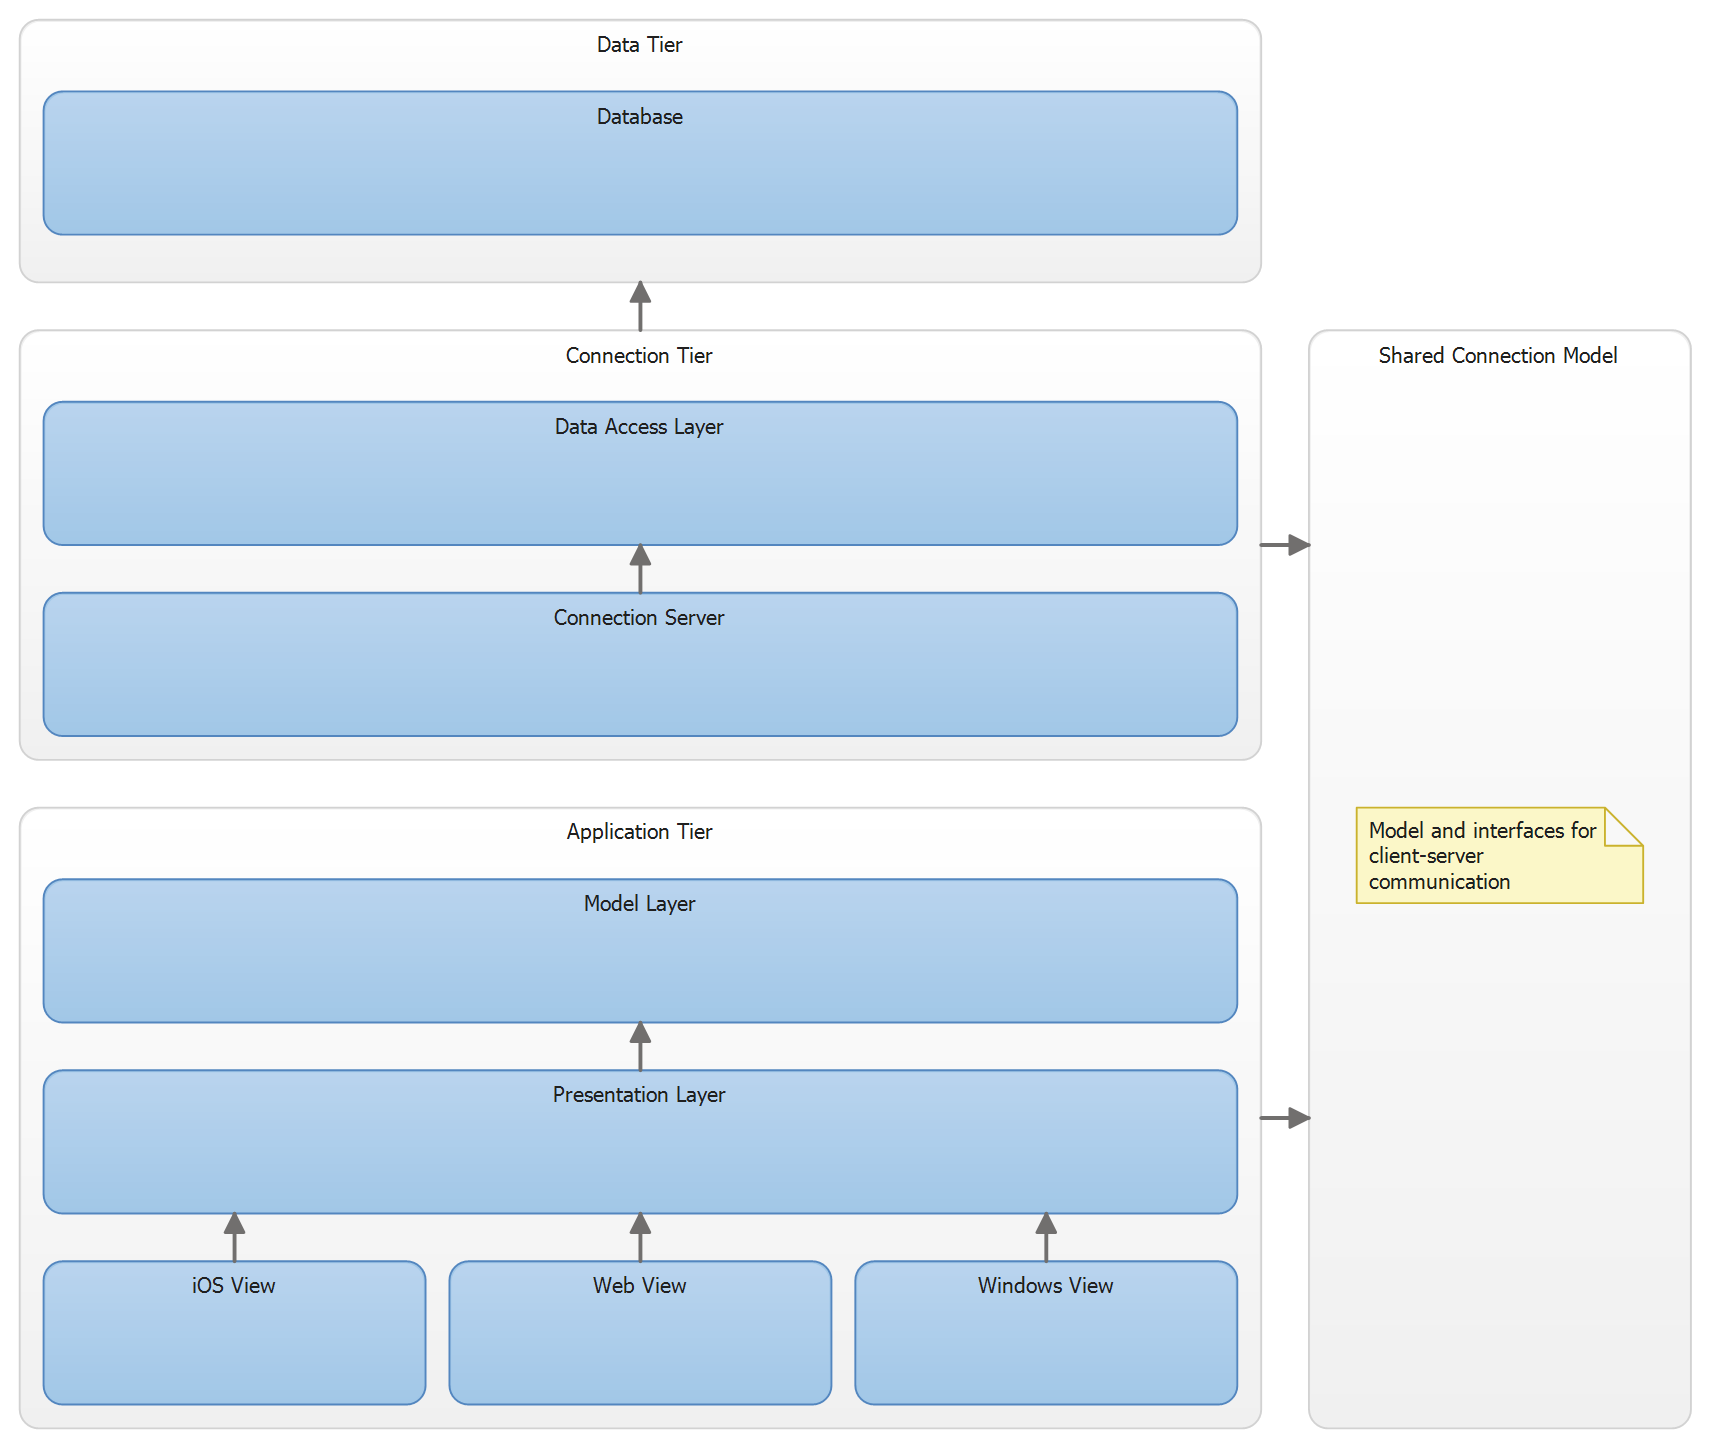 Data Tier
Database
Connection Tier
Shared Connection Model
Data Access Layer
Connection Server
Application Tier
Model and interfaces for
client-server
communication
Model Layer
Presentation Layer
iOS View
Web View
Windows View